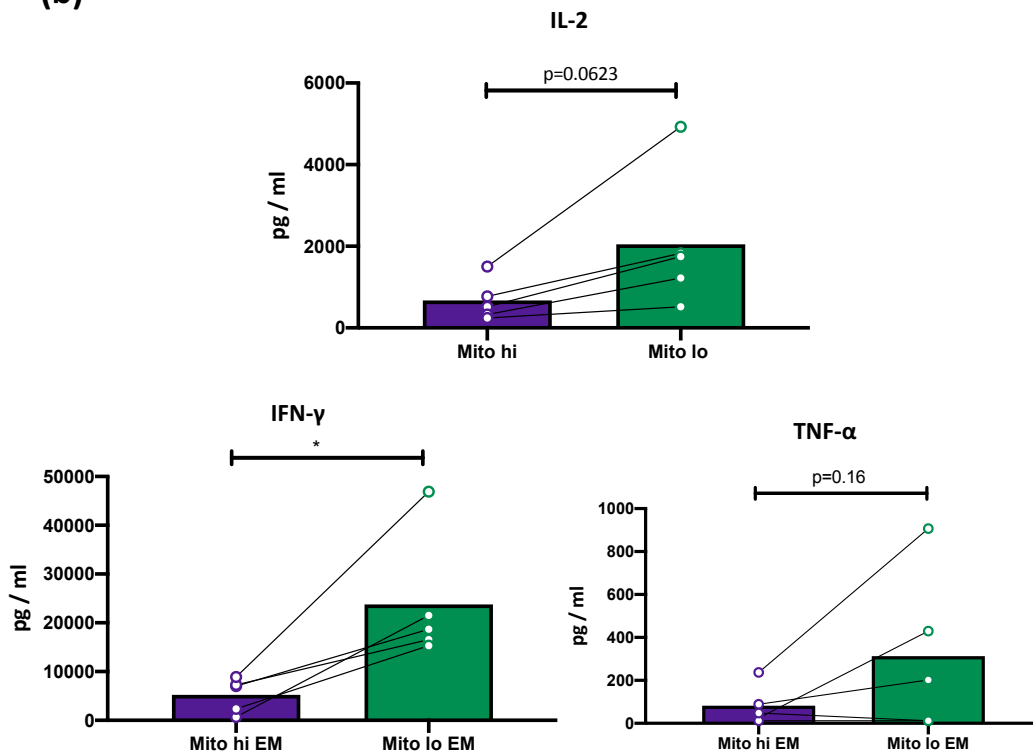 (b)
IL-2
p=0.0623
6000
4000
2000
0
pg / ml
Mito hi
Mito lo
IFN-γ
*
50000
40000
30000
20000
10000
0
pg / ml
Mito hi EM
Mito lo EM
TNF-α
p=0.16
1000
800
600
400
200
0
pg / ml
Mito hi EM
Mito lo EM